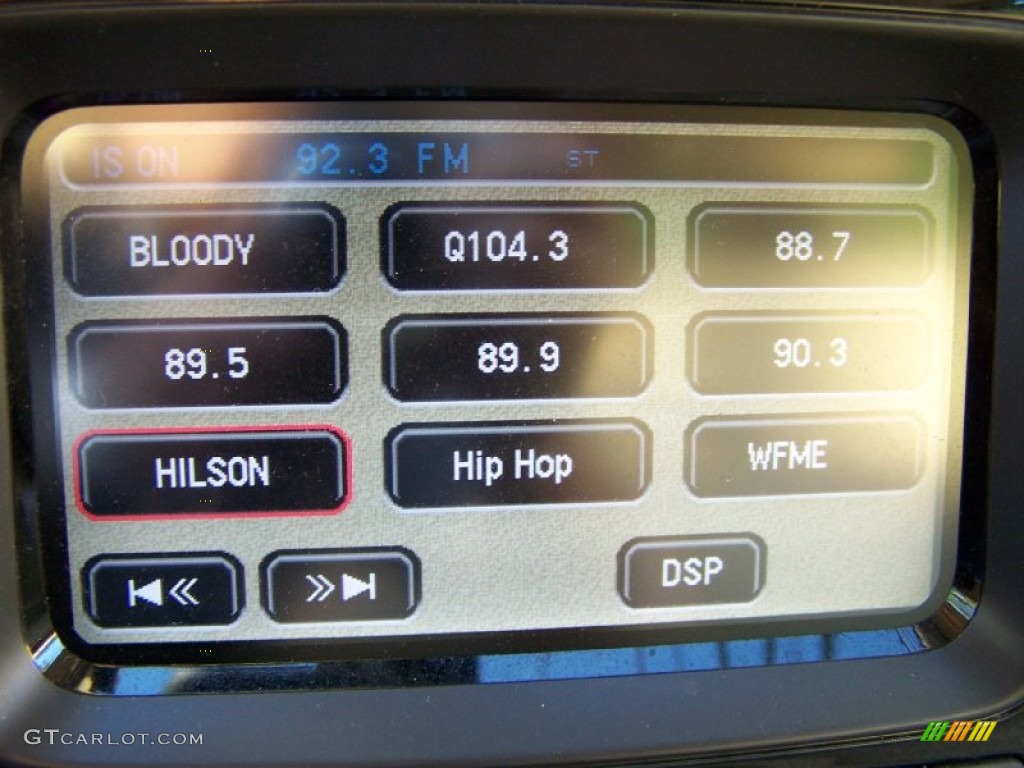 IS ON 92.3 FM ST
BLOODY Q104.3 88.7
89.5 89.9 90.3
HILSON Hip Hop WFME
DSP
GTCARLOT.COM